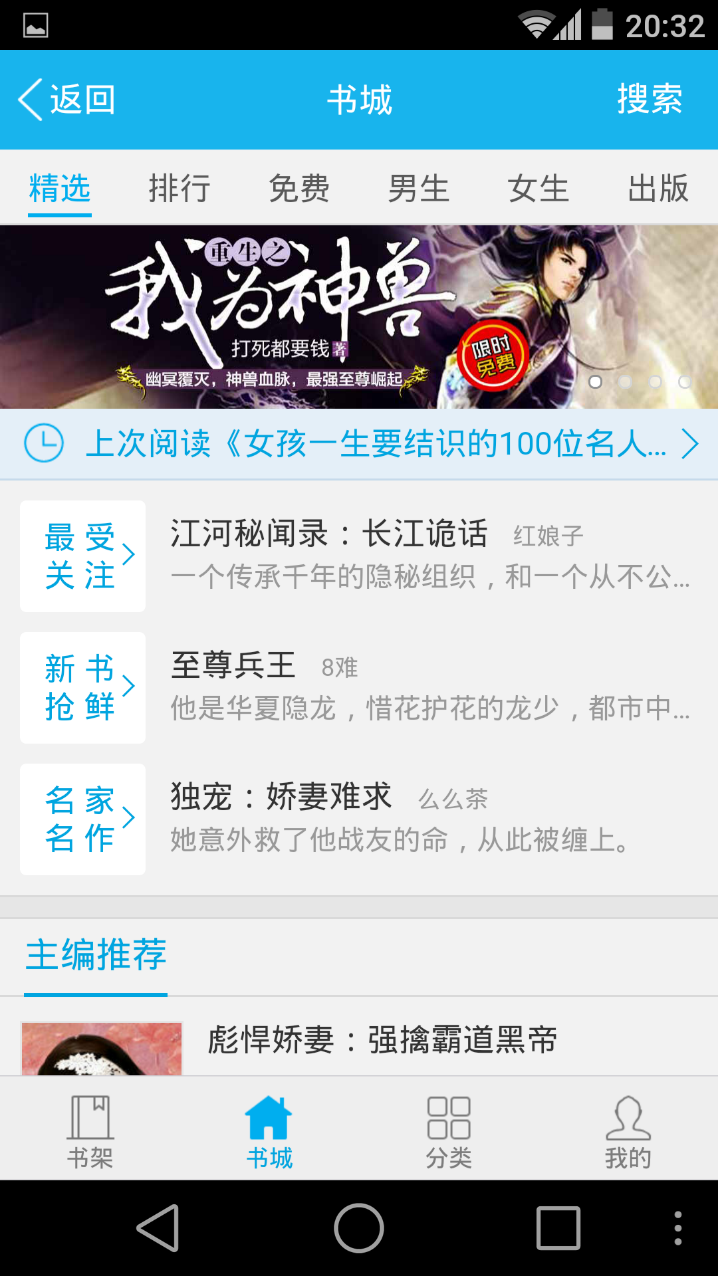 20:32
返回
书城
搜索
精选
排行
免费
男生
女生
出版
重生之
我为神兽
打死都要钱 著
幽冥覆灭，神兽血脉，最强至尊崛起
限时
免费
上次阅读《女孩一生要结识的100位名人...
最受
关注
江河秘闻录：长江诡话 红娘子
一个传承千年的隐秘组织，和一个从不公...
新书
抢鲜
至尊兵王 8难
他是华夏隐龙，惜花护花的龙少，都市中...
名家
名作
独宠：娇妻难求 么么茶
她意外救了他战友的命，从此被缠上。
主编推荐
彪悍娇妻：强擒霸道黑帝
书架
书城
分类
我的